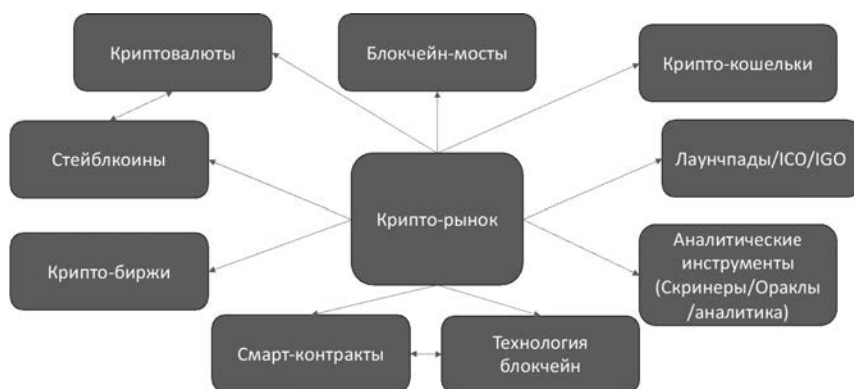 Криптовалюты
Блокчейн-мосты
Крипто-кошельки
Стейблкоины
Лаунчпады/ICO/IGO
Крипто-рынок
Крипто-биржи
Аналитические
инструменты
(Скринеры/Ораклы
/аналитика)
Смарт-контракты
Технология
блокчейн